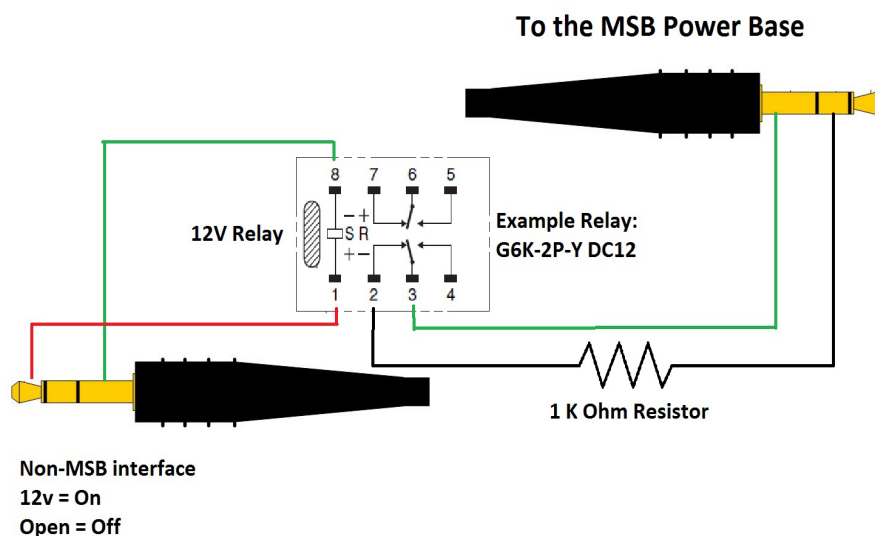 To the MSB Power Base
8 7 6 5
12V Relay
− +
S R
+ −
Example Relay:
G6K-2P-Y DC12
1 2 3 4
1 K Ohm Resistor
Non-MSB interface
12v = On
Open = Off